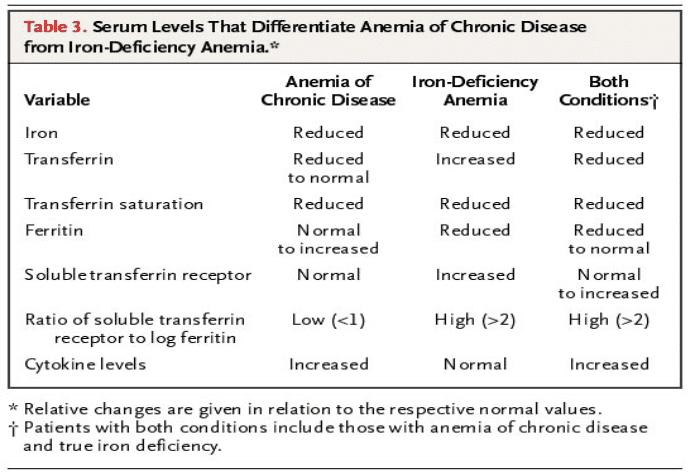 Table 3. Serum Levels That Differentiate Anemia of Chronic Disease
from Iron-Deficiency Anemia.*
Anemia of Iron-Deficiency Both
Variable Chronic Disease Anemia Conditions†
Iron Reduced Reduced Reduced
Transferrin Reduced Increased Reduced
to normal
Transferrin saturation Reduced Reduced Reduced
Ferritin Normal Reduced Reduced
to increased to normal
Soluble transferrin receptor Normal Increased Normal
to increased
Ratio of soluble transferrin Low (<1) High (>2) High (>2)
receptor to log ferritin
Cytokine levels Increased Normal Increased
* Relative changes are given in relation to the respective normal values.
† Patients with both conditions include those with anemia of chronic disease
and true iron deficiency.